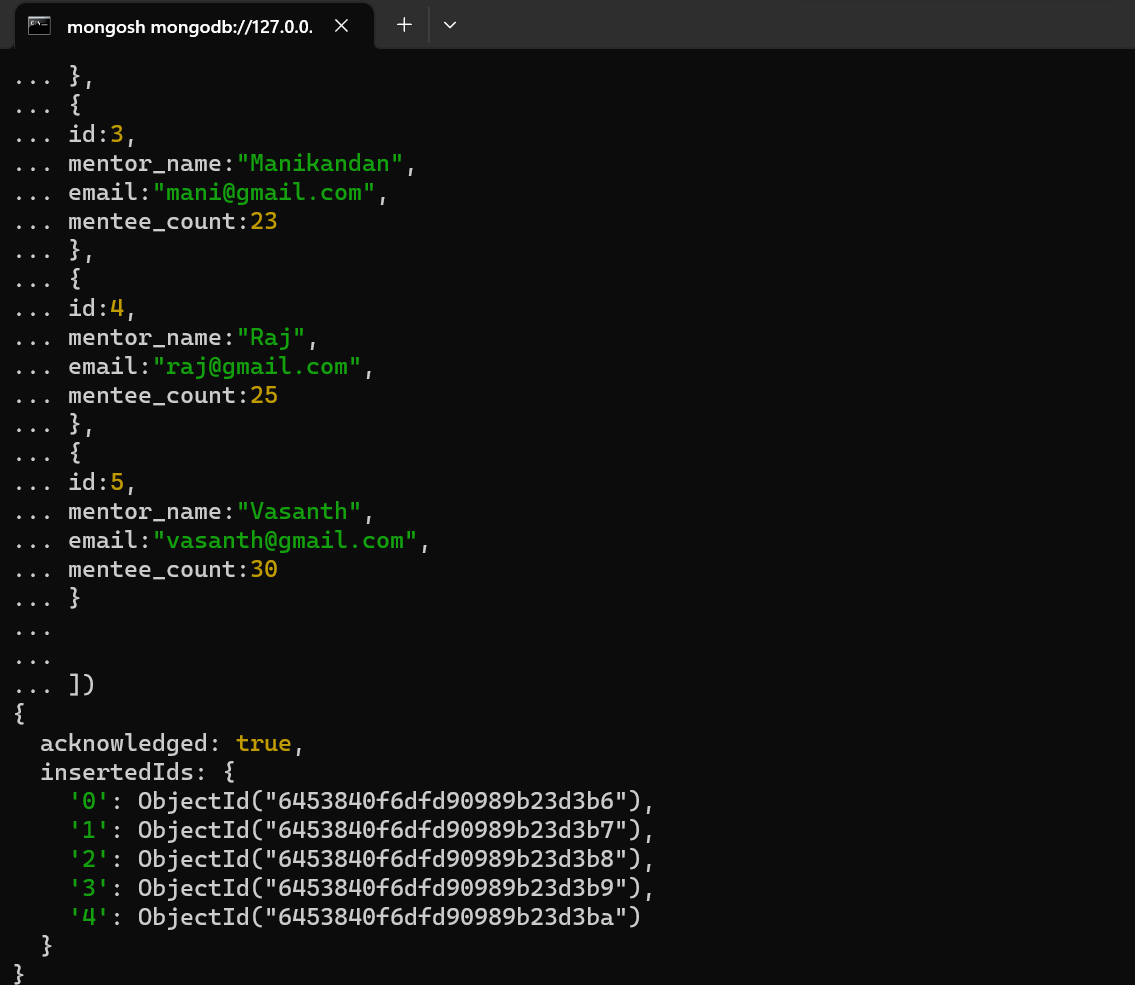 mongosh mongodb://127.0.0.
... },
... {
... id:3,
... mentor_name:"Manikandan",
... email:"mani@gmail.com",
... mentee_count:23
... },
... {
... id:4,
... mentor_name:"Raj",
... email:"raj@gmail.com",
... mentee_count:25
... },
... {
... id:5,
... mentor_name:"Vasanth",
... email:"vasanth@gmail.com",
... mentee_count:30
... }
...
...
... ])
{
  acknowledged: true,
  insertedIds: {
    '0': ObjectId("6453840f6dfd90989b23d3b6"),
    '1': ObjectId("6453840f6dfd90989b23d3b7"),
    '2': ObjectId("6453840f6dfd90989b23d3b8"),
    '3': ObjectId("6453840f6dfd90989b23d3b9"),
    '4': ObjectId("6453840f6dfd90989b23d3ba")
  }
}